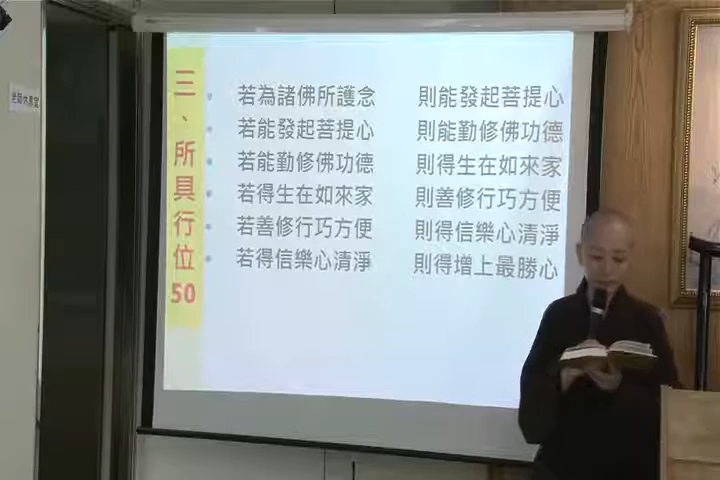 三、所具行位50
若為諸佛所護念 則能發起菩提心
若能發起菩提心 則能勤修佛功德
若能勤修佛功德 則得生在如來家
若得生在如來家 則善修行巧方便
若善修行巧方便 則得信樂心清淨
若得信樂心清淨 則得增上最勝心